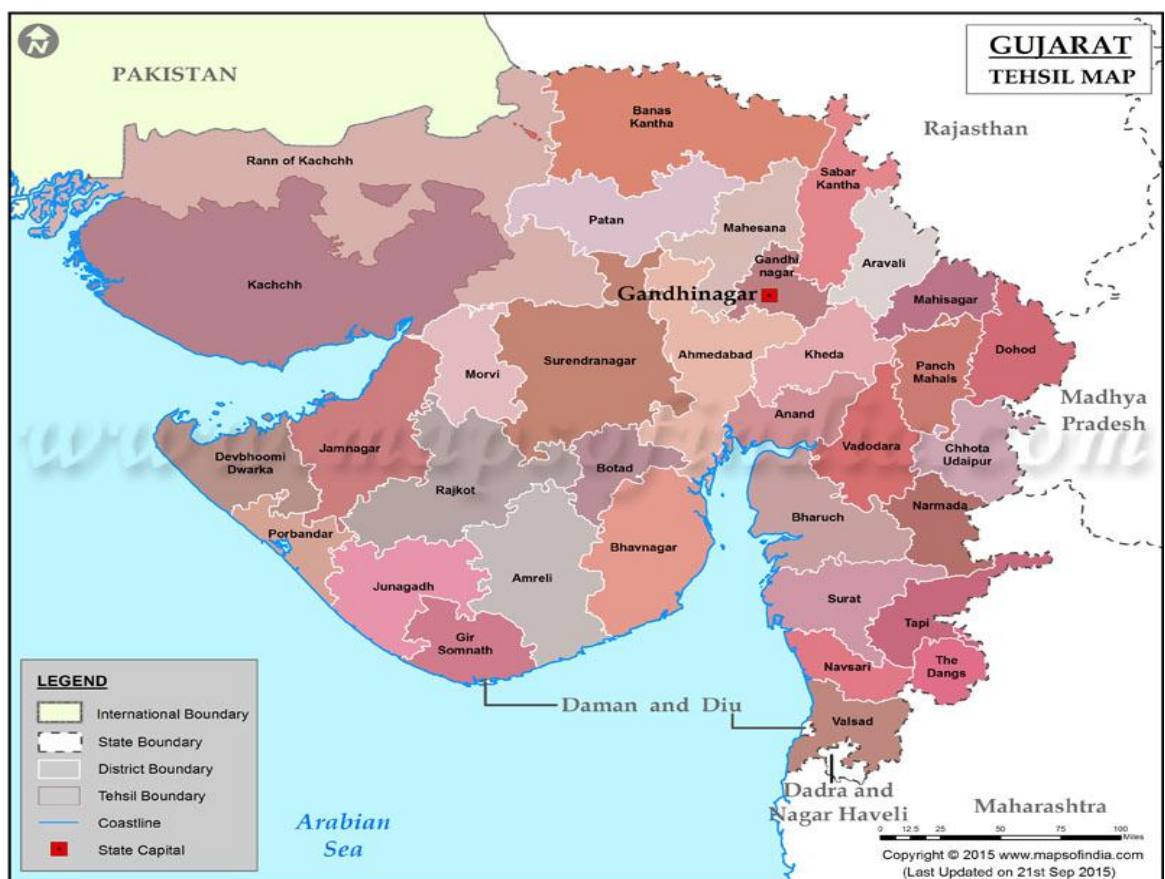 N
PAKISTAN
GUJARAT
TEHSIL MAP
Rajasthan
Banas
Kantha
Rann of Kachchh
Sabar
Kantha
Patan
Mahesana
Gandhi
nagar
Aravali
Kachchh
Gandhinagar
Mahisagar
Surendranagar
Ahmedabad
Kheda
Panch
Mahals
Dohod
Morvi
Madhya
Pradesh
Anand
Vadodara
Chhota
Udaipur
www.mapsofindia.com
Devbhoomi
Dwarka
Jamnagar
Rajkot
Botad
Narmada
Bharuch
Porbandar
Bhavnagar
Junagadh
Amreli
Surat
Tapi
Gir
Somnath
Navsari
The
Dangs
Daman and Diu
Valsad
Dadra and
Nagar Haveli
Maharashtra
Arabian
Sea
LEGEND
International Boundary
State Boundary
District Boundary
Tehsil Boundary
Coastline
State Capital
0 12.5 25 50 75 100
Miles
Copyright © 2015 www.mapsofindia.com
(Last Updated on 21st Sep 2015)